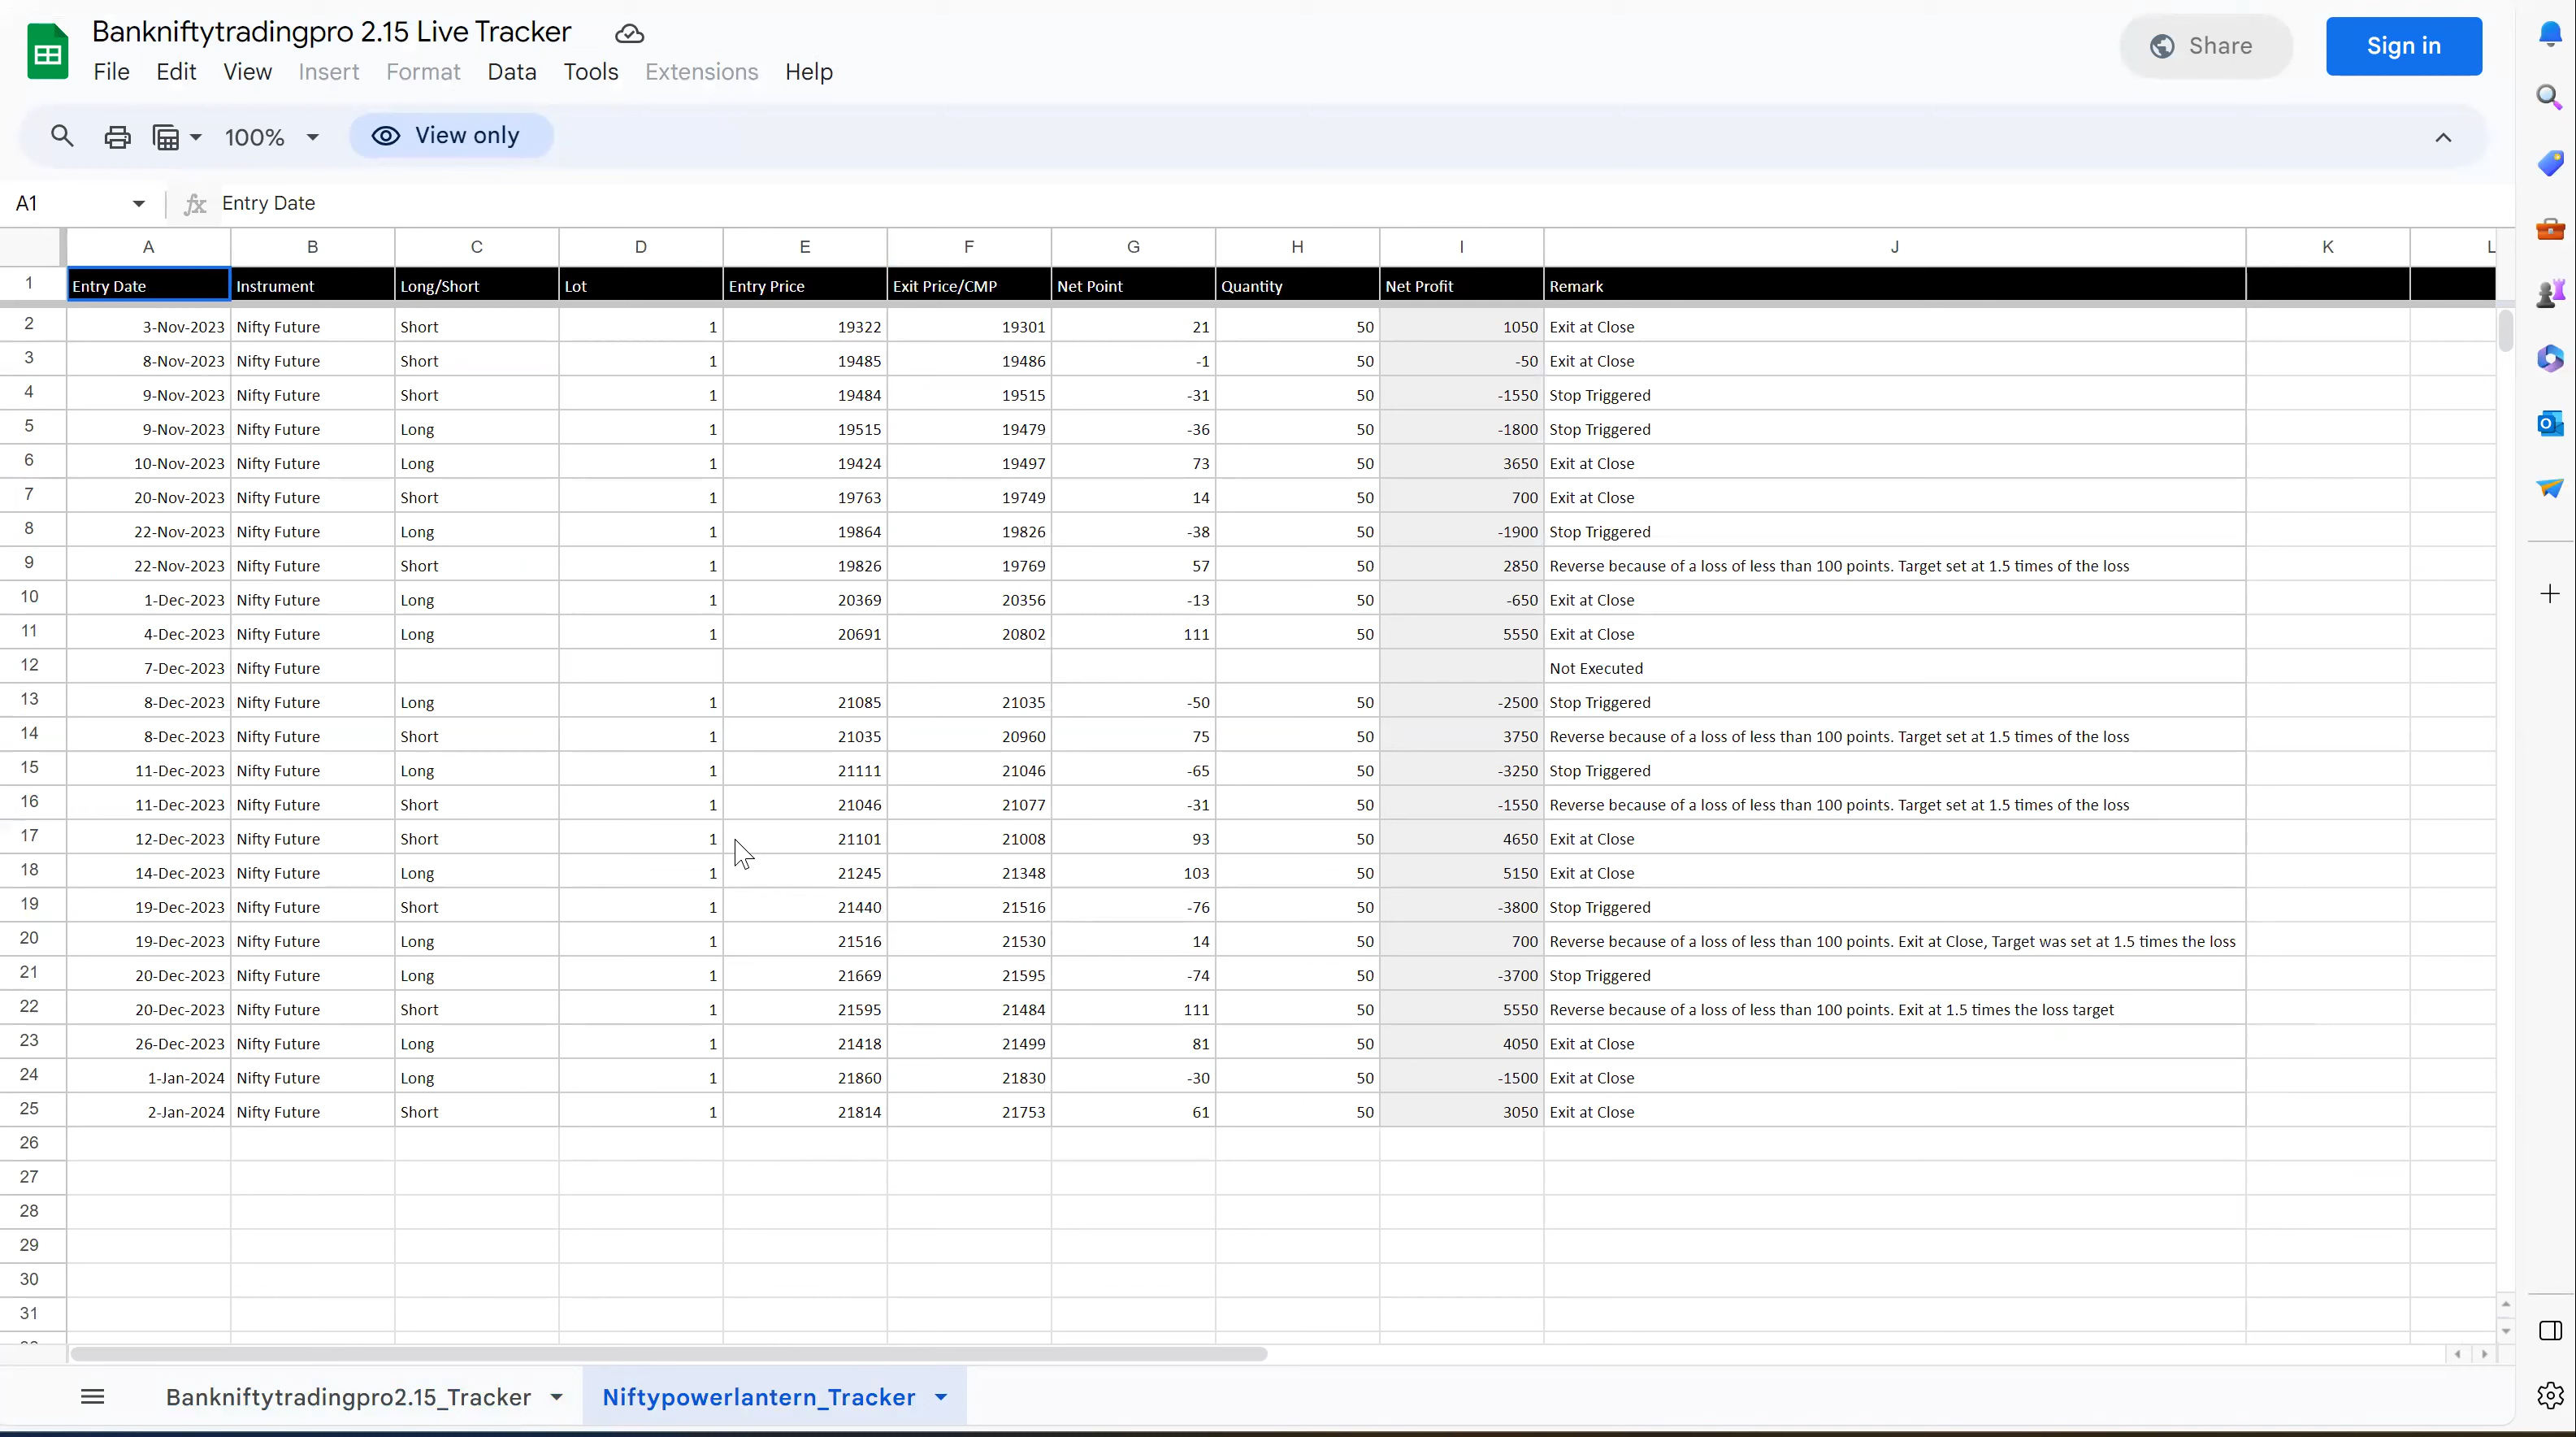 Bankniftytradingpro 2.15 Live Tracker
File Edit View Insert Format Data Tools Extensions Help
Share
Sign in
100%
View only
A1 fx Entry Date
A B C D E F G H I J K L
1 Entry Date Instrument Long/Short Lot Entry Price Exit Price/CMP Net Point Quantity Net Profit Remark
2 3-Nov-2023 Nifty Future Short 1 19322 19301 21 50 1050 Exit at Close
3 8-Nov-2023 Nifty Future Short 1 19485 19486 -1 50 -50 Exit at Close
4 9-Nov-2023 Nifty Future Short 1 19484 19515 -31 50 -1550 Stop Triggered
5 9-Nov-2023 Nifty Future Long 1 19515 19479 -36 50 -1800 Stop Triggered
6 10-Nov-2023 Nifty Future Long 1 19424 19497 73 50 3650 Exit at Close
7 20-Nov-2023 Nifty Future Short 1 19763 19749 14 50 700 Exit at Close
8 22-Nov-2023 Nifty Future Long 1 19864 19826 -38 50 -1900 Stop Triggered
9 22-Nov-2023 Nifty Future Short 1 19826 19769 57 50 2850 Reverse because of a loss of less than 100 points. Target set at 1.5 times of the loss
10 1-Dec-2023 Nifty Future Long 1 20369 20356 -13 50 -650 Exit at Close
11 4-Dec-2023 Nifty Future Long 1 20691 20802 111 50 5550 Exit at Close
12 7-Dec-2023 Nifty Future Not Executed
13 8-Dec-2023 Nifty Future Long 1 21085 21035 -50 50 -2500 Stop Triggered
14 8-Dec-2023 Nifty Future Short 1 21035 20960 75 50 3750 Reverse because of a loss of less than 100 points. Target set at 1.5 times of the loss
15 11-Dec-2023 Nifty Future Long 1 21111 21046 -65 50 -3250 Stop Triggered
16 11-Dec-2023 Nifty Future Short 1 21046 21077 -31 50 -1550 Reverse because of a loss of less than 100 points. Target set at 1.5 times of the loss
17 12-Dec-2023 Nifty Future Short 1 21101 21008 93 50 4650 Exit at Close
18 14-Dec-2023 Nifty Future Long 1 21245 21348 103 50 5150 Exit at Close
19 19-Dec-2023 Nifty Future Short 1 21440 21516 -76 50 -3800 Stop Triggered
20 19-Dec-2023 Nifty Future Long 1 21516 21530 14 50 700 Reverse because of a loss of less than 100 points. Exit at Close, Target was set at 1.5 times the loss
21 20-Dec-2023 Nifty Future Long 1 21669 21595 -74 50 -3700 Stop Triggered
22 20-Dec-2023 Nifty Future Short 1 21595 21484 111 50 5550 Reverse because of a loss of less than 100 points. Exit at 1.5 times the loss target
23 26-Dec-2023 Nifty Future Long 1 21418 21499 81 50 4050 Exit at Close
24 1-Jan-2024 Nifty Future Long 1 21860 21830 -30 50 -1500 Exit at Close
25 2-Jan-2024 Nifty Future Short 1 21814 21753 61 50 3050 Exit at Close
26
27
28
29
30
31
Bankniftytradingpro2.15_Tracker Niftypowerlantern_Tracker